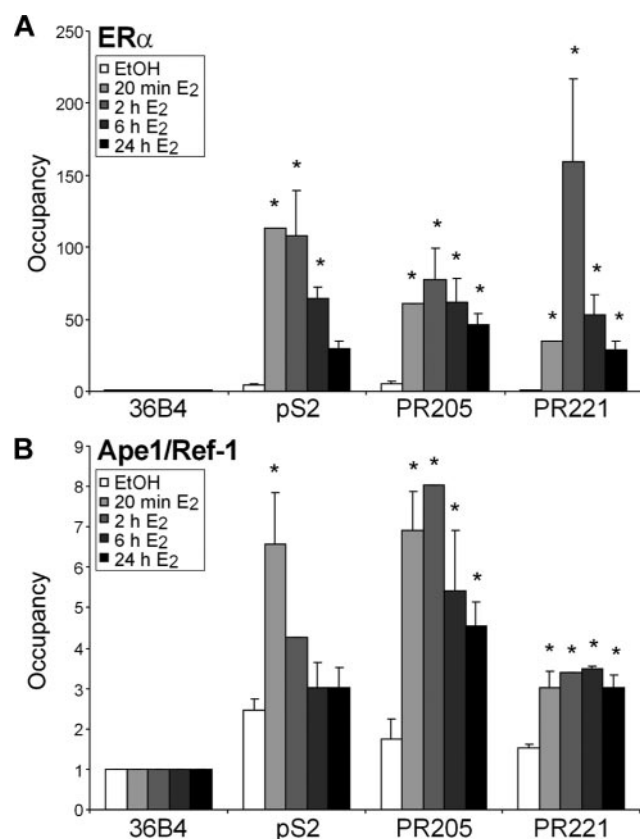 A
ERα
EtOH
20 min E2
2 h E2
6 h E2
24 h E2
Occupancy
250
200
150
100
50
0
* * *
* * * *
* * * *
36B4 pS2 PR205 PR221
B
Ape1/Ref-1
EtOH
20 min E2
2 h E2
6 h E2
24 h E2
Occupancy
9
8
7
6
5
4
3
2
1
0
*
* * * *
* * * *
36B4 pS2 PR205 PR221